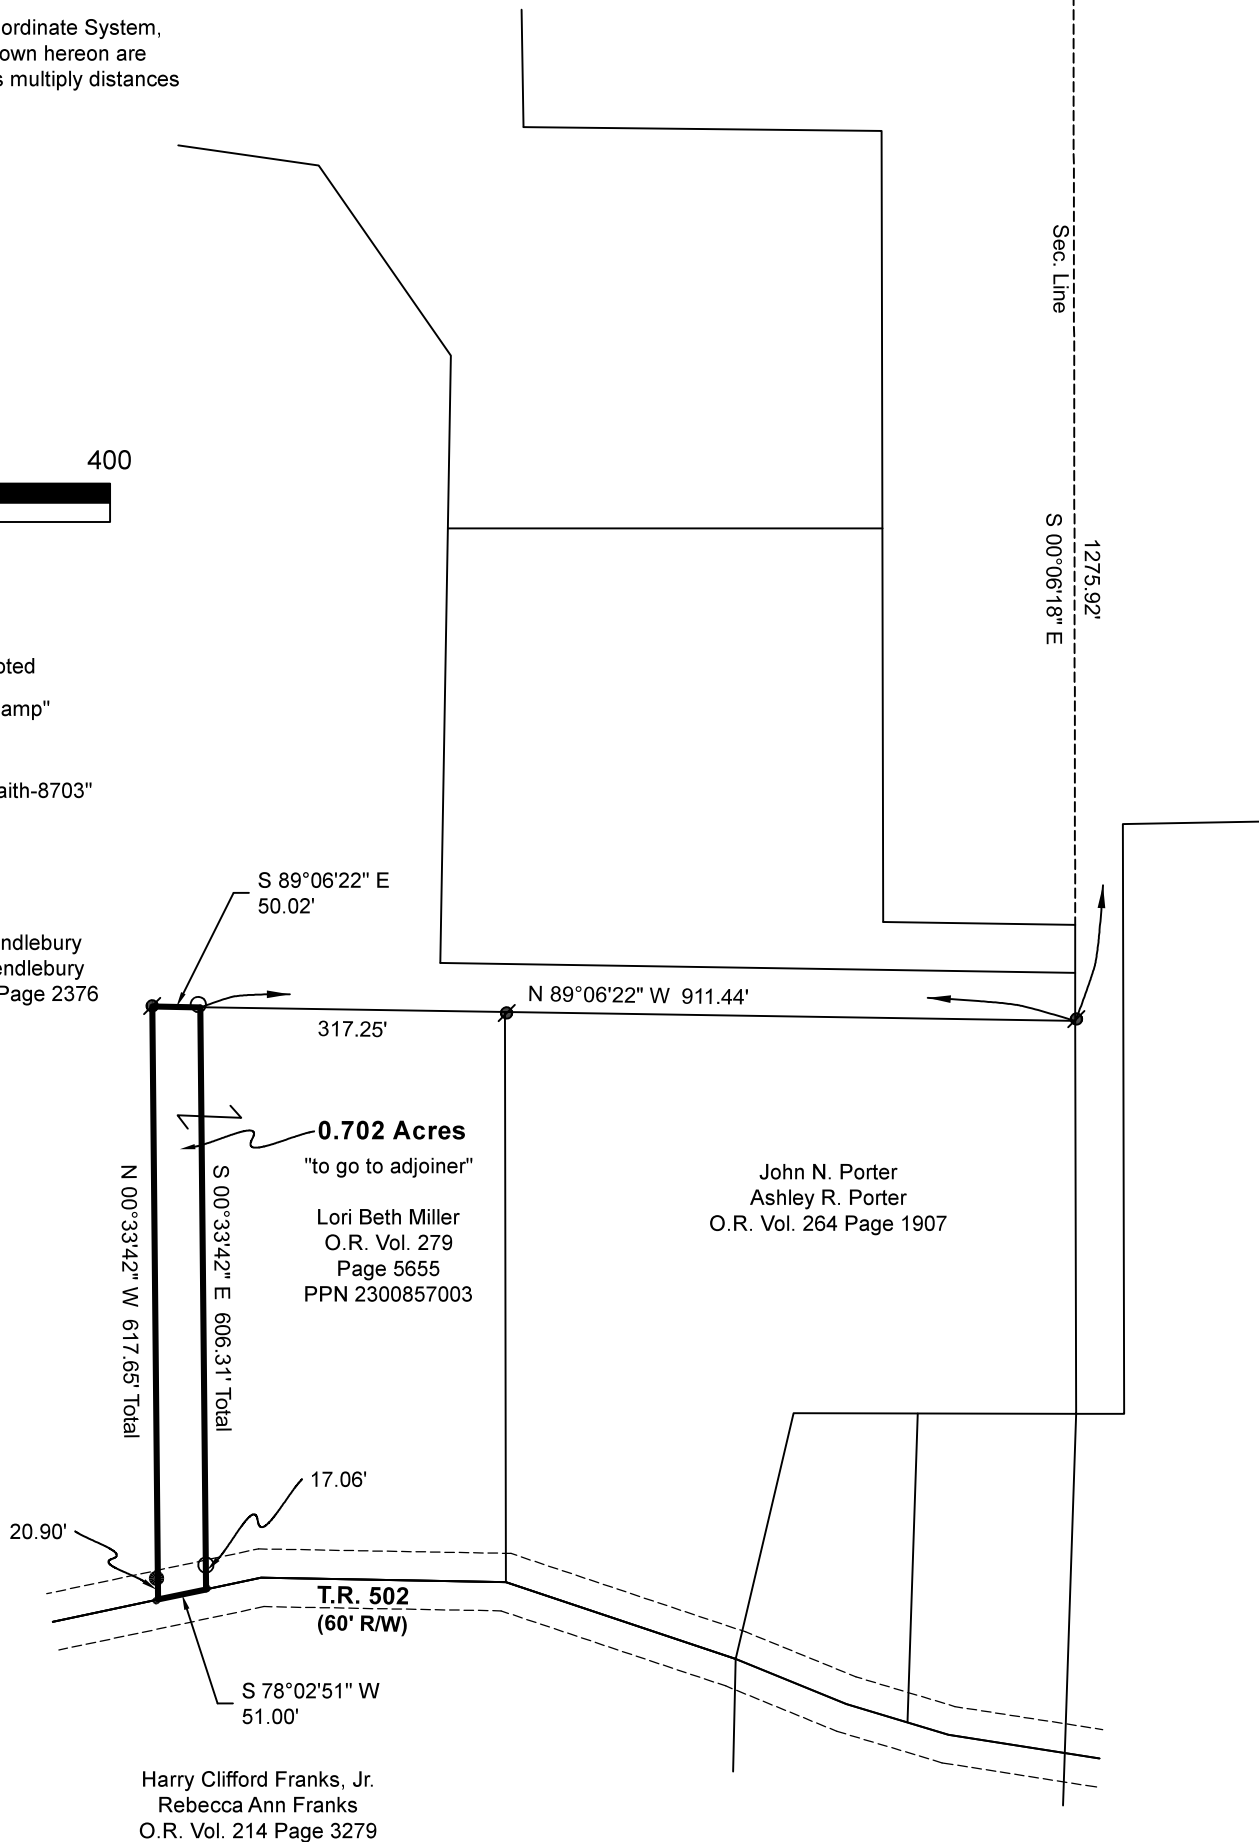 ordinate System,
own hereon are
s multiply distances
Sec. Line
400
S 00°06'18" E
1275.92'
oted
amp"
aith-8703"
S 89°06'22" E
50.02'
ndlebury
endlebury
Page 2376
N 89°06'22" W 911.44'
317.25'
0.702 Acres
"to go to adjoiner"
Lori Beth Miller
O.R. Vol. 279
Page 5655
PPN 2300857003
John N. Porter
Ashley R. Porter
O.R. Vol. 264 Page 1907
N 00°33'42" W 617.65' Total
S 00°33'42" E 606.31' Total
17.06'
20.90'
T.R. 502
(60' R/W)
S 78°02'51" W
51.00'
Harry Clifford Franks, Jr.
Rebecca Ann Franks
O.R. Vol. 214 Page 3279